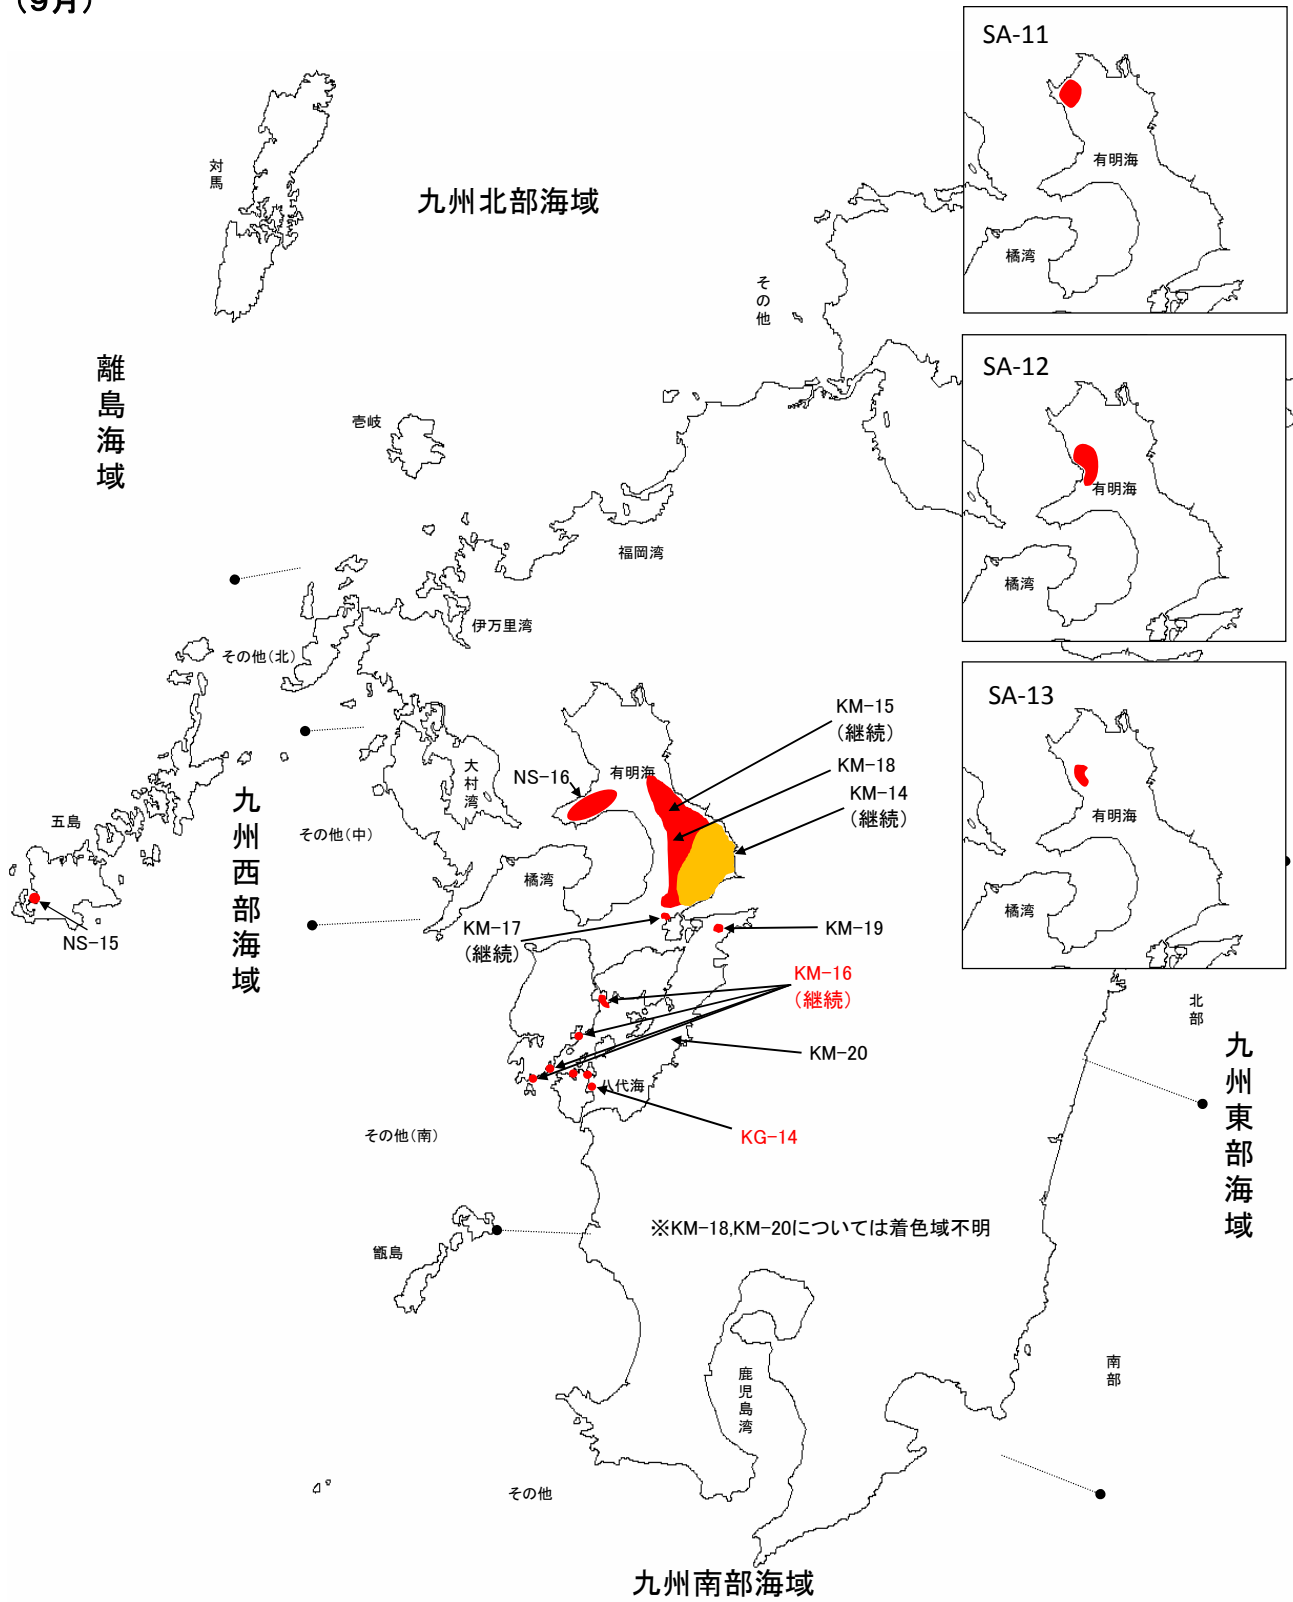 （９月）
SA-11
有明海
橘湾
対馬
九州北部海域
その他
SA-12
有明海
橘湾
離島海域
壱岐
福岡湾
伊万里湾
その他（北）
SA-13
有明海
橘湾
KM-15
（継続）
KM-18
KM-14
（継続）
NS-16
有明海
大村湾
九州西部海域
五島
その他（中）
橘湾
NS-15
KM-17
（継続）
KM-19
KM-16
（継続）
KM-20
八代海
KG-14
北部
九州東部海域
その他（南）
※KM-18,KM-20については着色域不明
甑島
鹿児島湾
南部
その他
九州南部海域